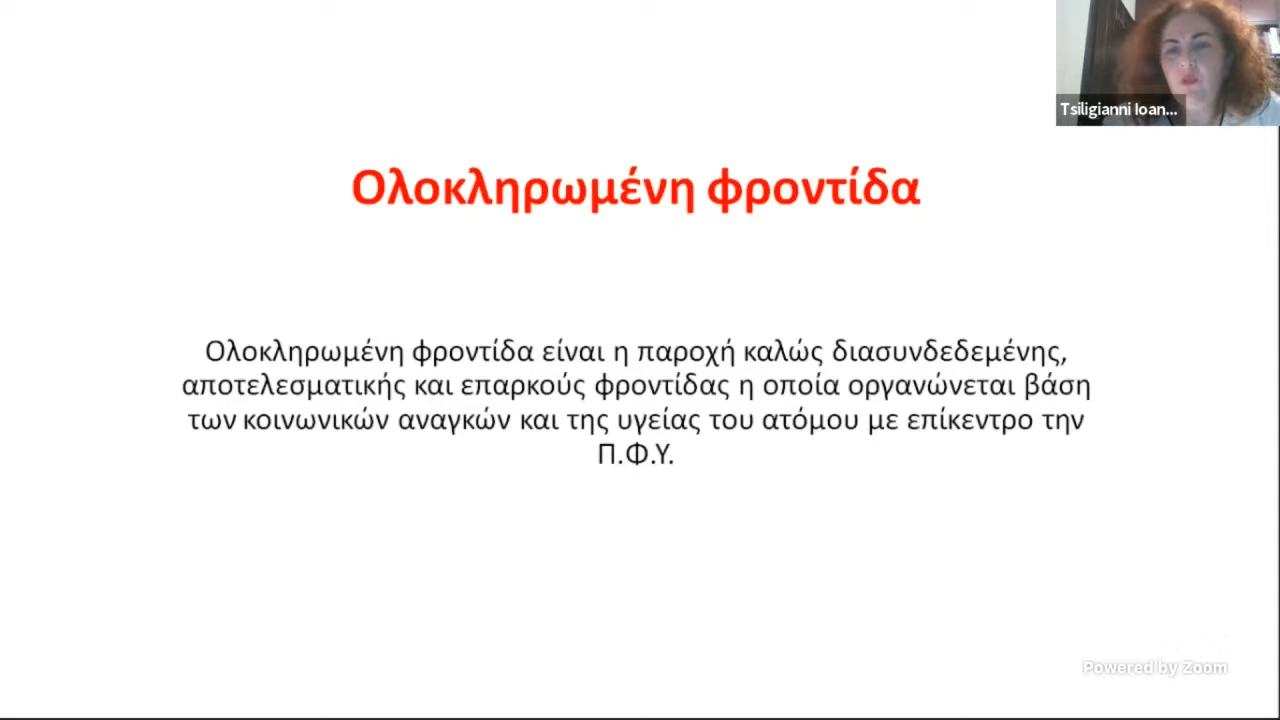 Tsiligianni Ioan...
Ολοκληρωμένη φροντίδα
Ολοκληρωμένη φροντίδα είναι η παροχή καλώς διασυνδεδεμένης,
αποτελεσματικής και επαρκούς φροντίδας η οποία οργανώνεται βάση
των κοινωνικών αναγκών και της υγείας του ατόμου με επίκεντρο την
Π.Φ.Υ.
Powered by Zoom